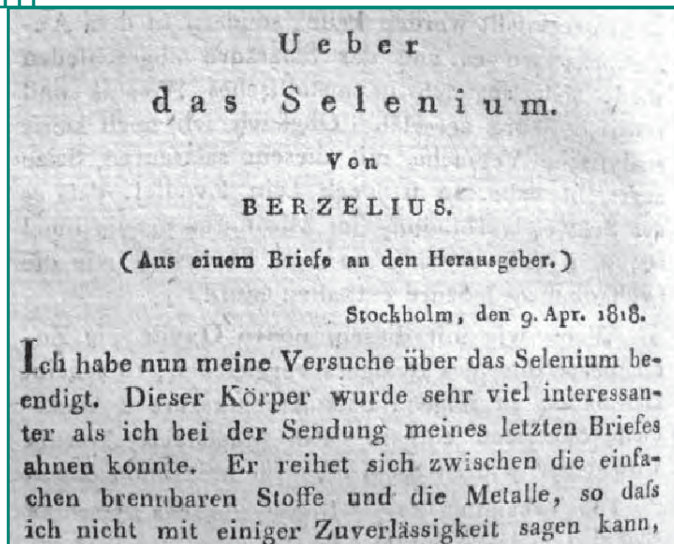 Ueber
das Selenium.
Von
BERZELIUS.
(Aus einem Briefe an den Herausgeber.)
Stockholm, den 9. Apr. 1818.
Ich habe nun meine Versuche über das Selenium be-
endigt. Dieser Körper wurde sehr viel interessan-
ter als ich bei der Sendung meines letzten Briefes
ahnen konnte. Er reihet sich zwischen die einfa-
chen brennbaren Stoffe und die Metalle, so daſs
ich nicht mit einiger Zuverlässigkeit sagen kann,